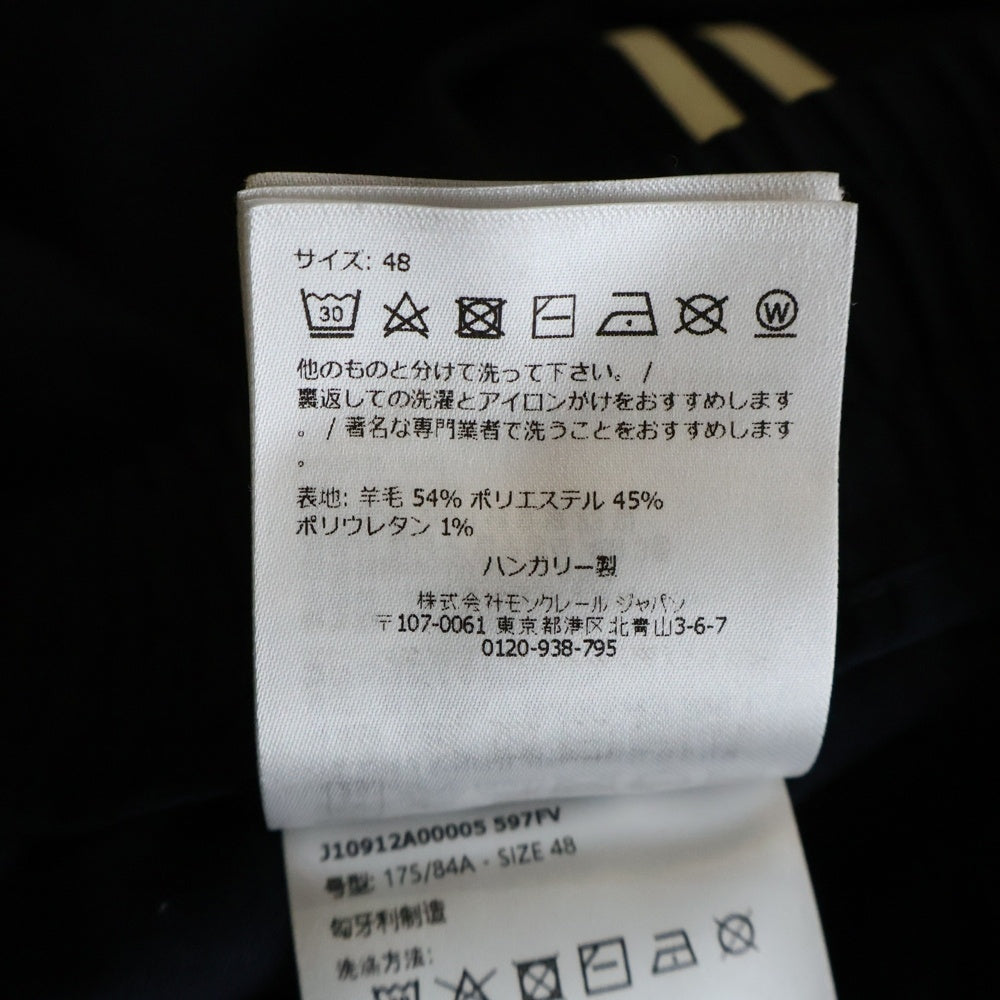 サイズ: 48
30 W
他のものと分けて洗って下さい。 /
裏返しての洗濯とアイロンがけをおすすめします
。 / 著名な専門業者で洗うことをおすすめします
。
表地: 羊毛 54% ポリエステル 45%
ポリウレタン 1%
ハンガリー製
株式会社モンクレール ジャパン
〒107-0061 東京都港区北青山3-6-7
0120-938-795
J10912A00005 597FV
号型: 175/84A - SIZE 48
匈牙利制造
洗涤方法: